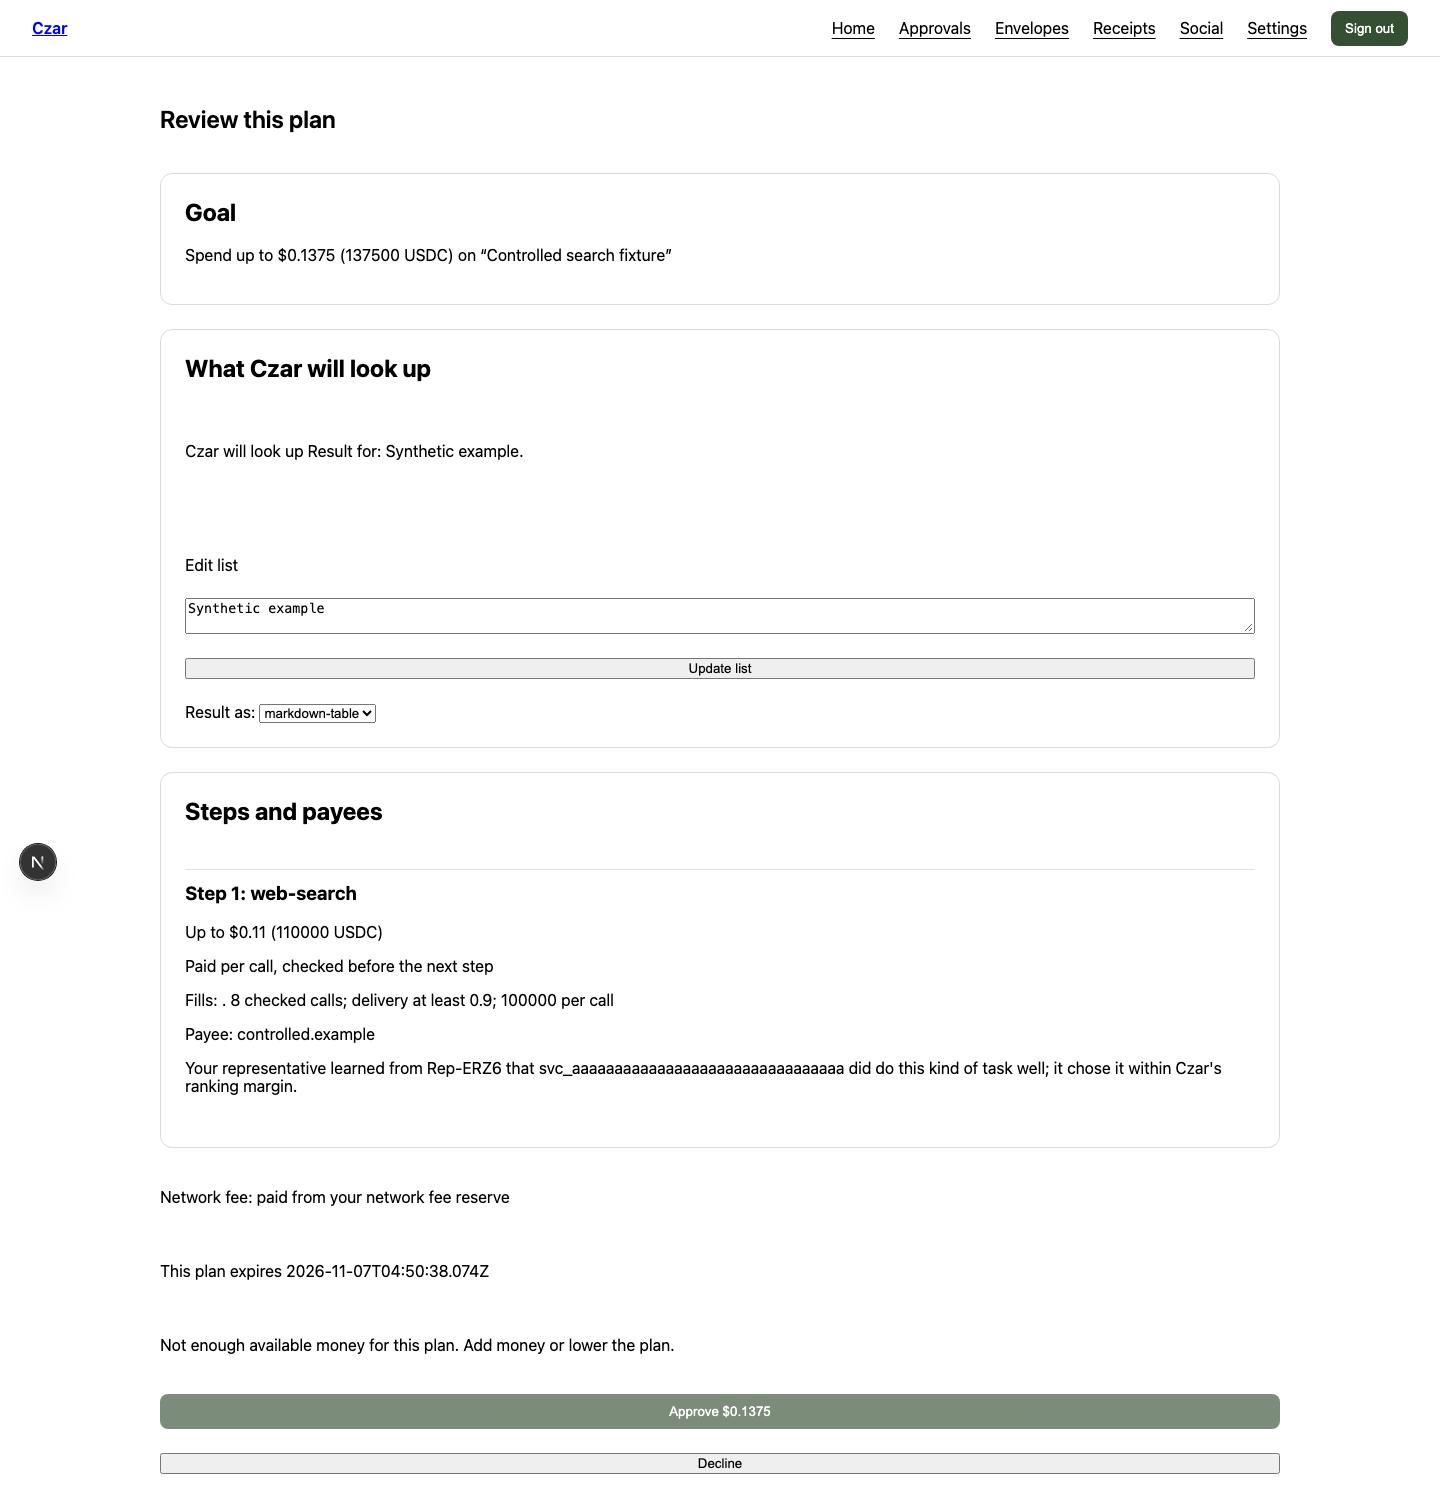 Czar
Home Approvals Envelopes Receipts Social Settings Sign out
Review this plan
Goal
Spend up to $0.1375 (137500 USDC) on “Controlled search fixture”
What Czar will look up
Czar will look up Result for: Synthetic example.
Edit list
Synthetic example
Update list
Result as: markdown-table
Steps and payees
Step 1: web-search
Up to $0.11 (110000 USDC)
Paid per call, checked before the next step
Fills: . 8 checked calls; delivery at least 0.9; 100000 per call
Payee: controlled.example
Your representative learned from Rep-ERZ6 that svc_aaaaaaaaaaaaaaaaaaaaaaaaaaaaaaaa did do this kind of task well; it chose it within Czar's
ranking margin.
N
Network fee: paid from your network fee reserve
This plan expires 2026-11-07T04:50:38.074Z
Not enough available money for this plan. Add money or lower the plan.
Approve $0.1375
Decline